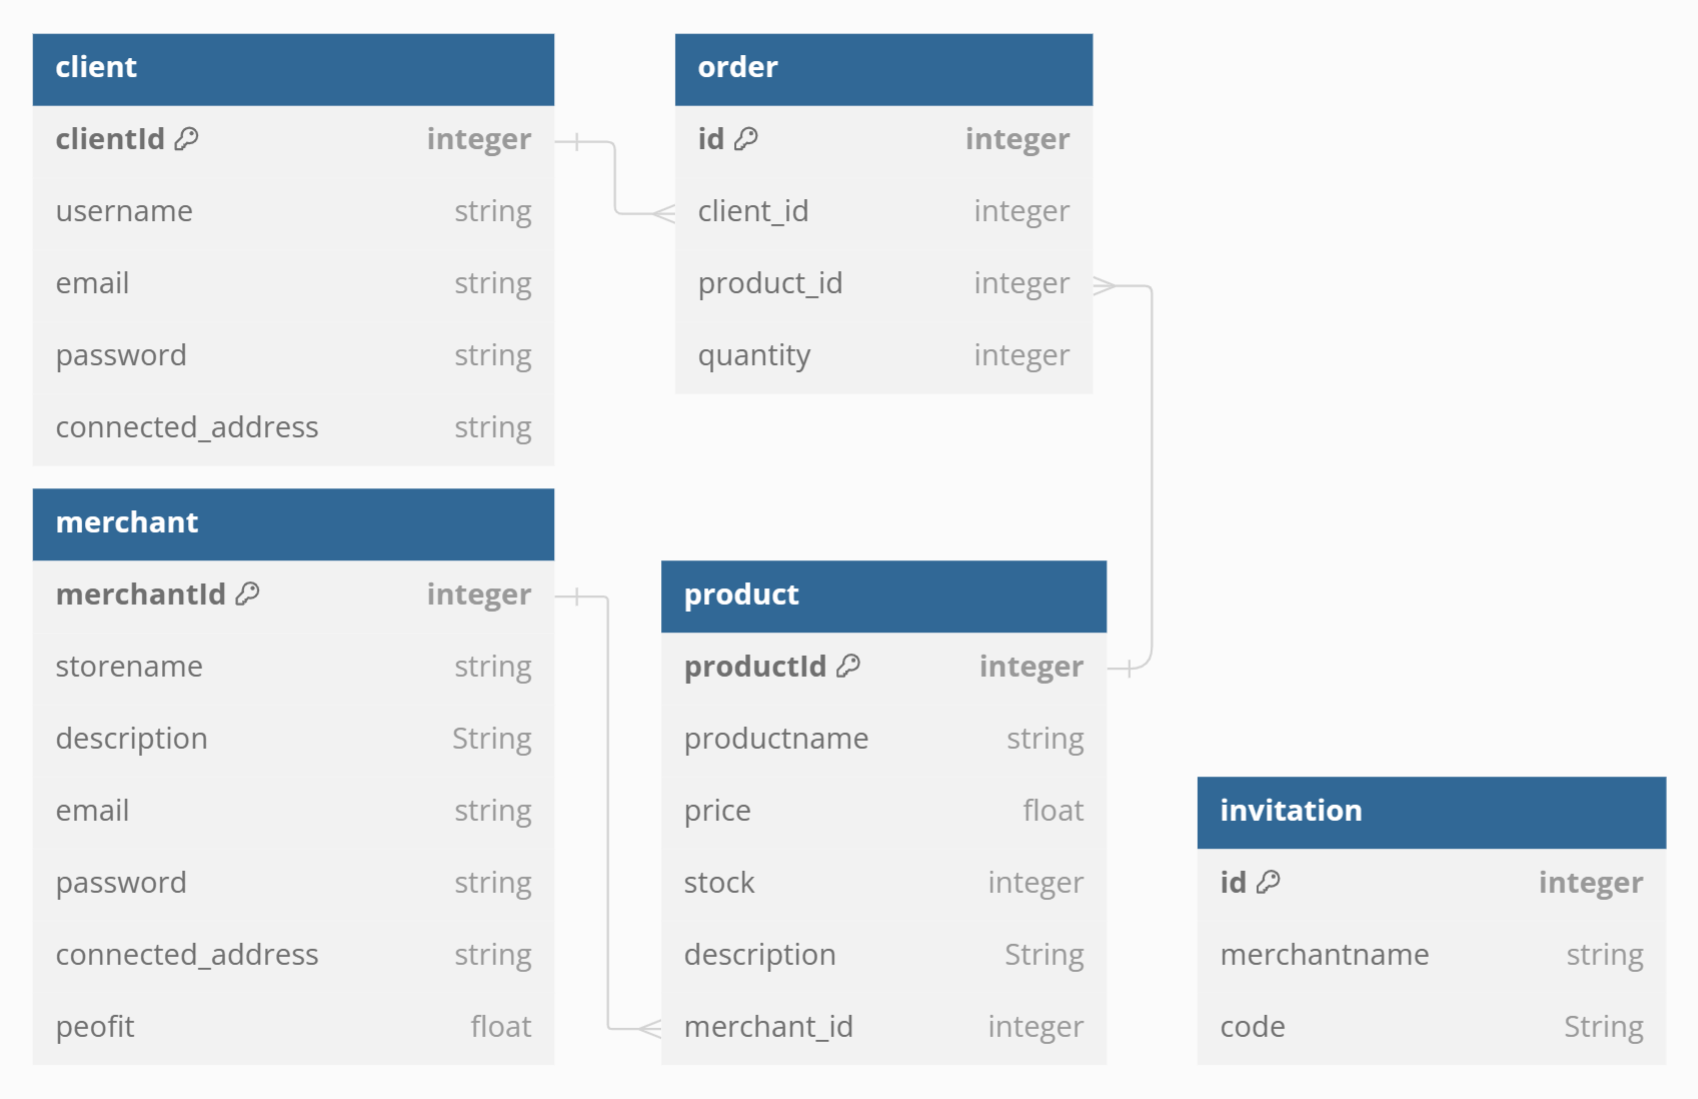 client
clientId integer
username string
email string
password string
connected_address string
order
id integer
client_id integer
product_id integer
quantity integer
merchant
merchantId integer
storename string
description String
email string
password string
connected_address string
peofit float
product
productId integer
productname string
price float
stock integer
description String
merchant_id integer
invitation
id integer
merchantname string
code String